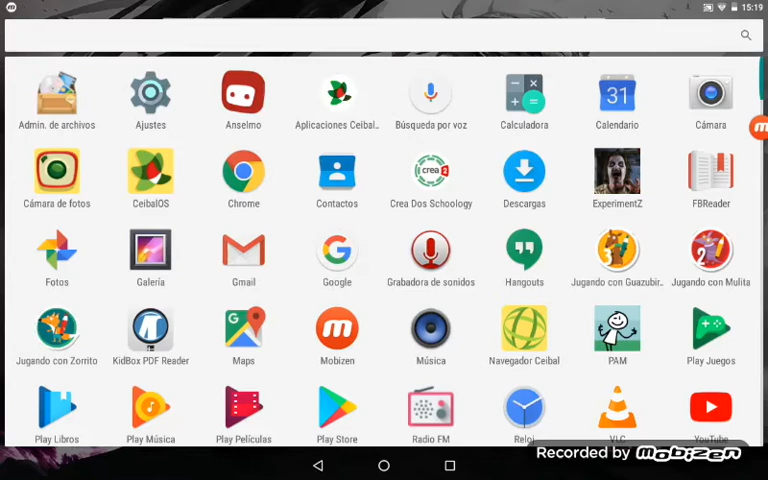 15:19
Admin. de archivos Ajustes Anselmo Aplicaciones Ceibal.. Búsqueda por voz Calculadora Calendario Cámara
31
Cámara de fotos CeibalOS Chrome Contactos Crea Dos Schoology Descargas ExperimentZ FBReader
crea 2
Fotos Galería Gmail Google Grabadora de sonidos Hangouts Jugando con Guazubir.. Jugando con Mulita
3 2
Jugando con Zorrito KidBox PDF Reader Maps Mobizen Música Navegador Ceibal PAM Play Juegos
Play Libros Play Música Play Películas Play Store Radio FM Reloj VLC YouTube
Recorded by mobizen